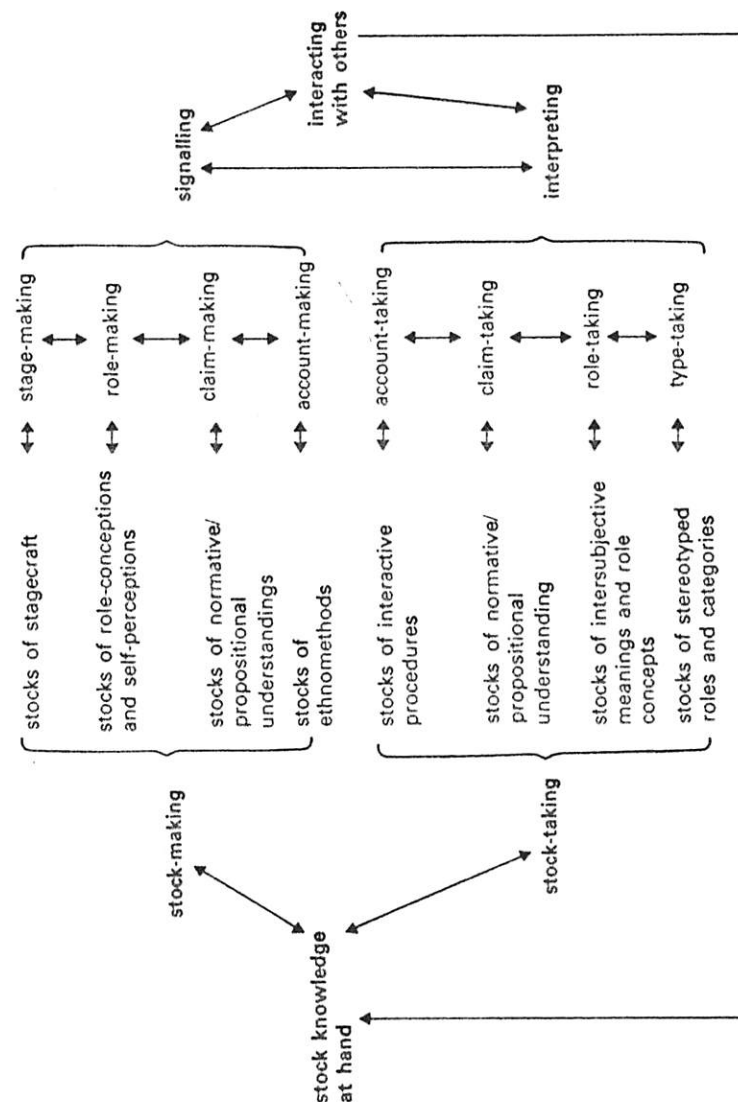 stock knowledge
at hand
stock-making
stock-taking
stocks of stagecraft
stocks of role-conceptions
and self-perceptions
stocks of normative/
propositional
understandings
stocks of
ethnomethods
stocks of interactive
procedures
stocks of normative/
propositional
understanding
stocks of intersubjective
meanings and role
concepts
stocks of stereotyped
roles and categories
stage-making
role-making
claim-making
account-making
account-taking
claim-taking
role-taking
type-taking
signalling
interpreting
interacting
with others